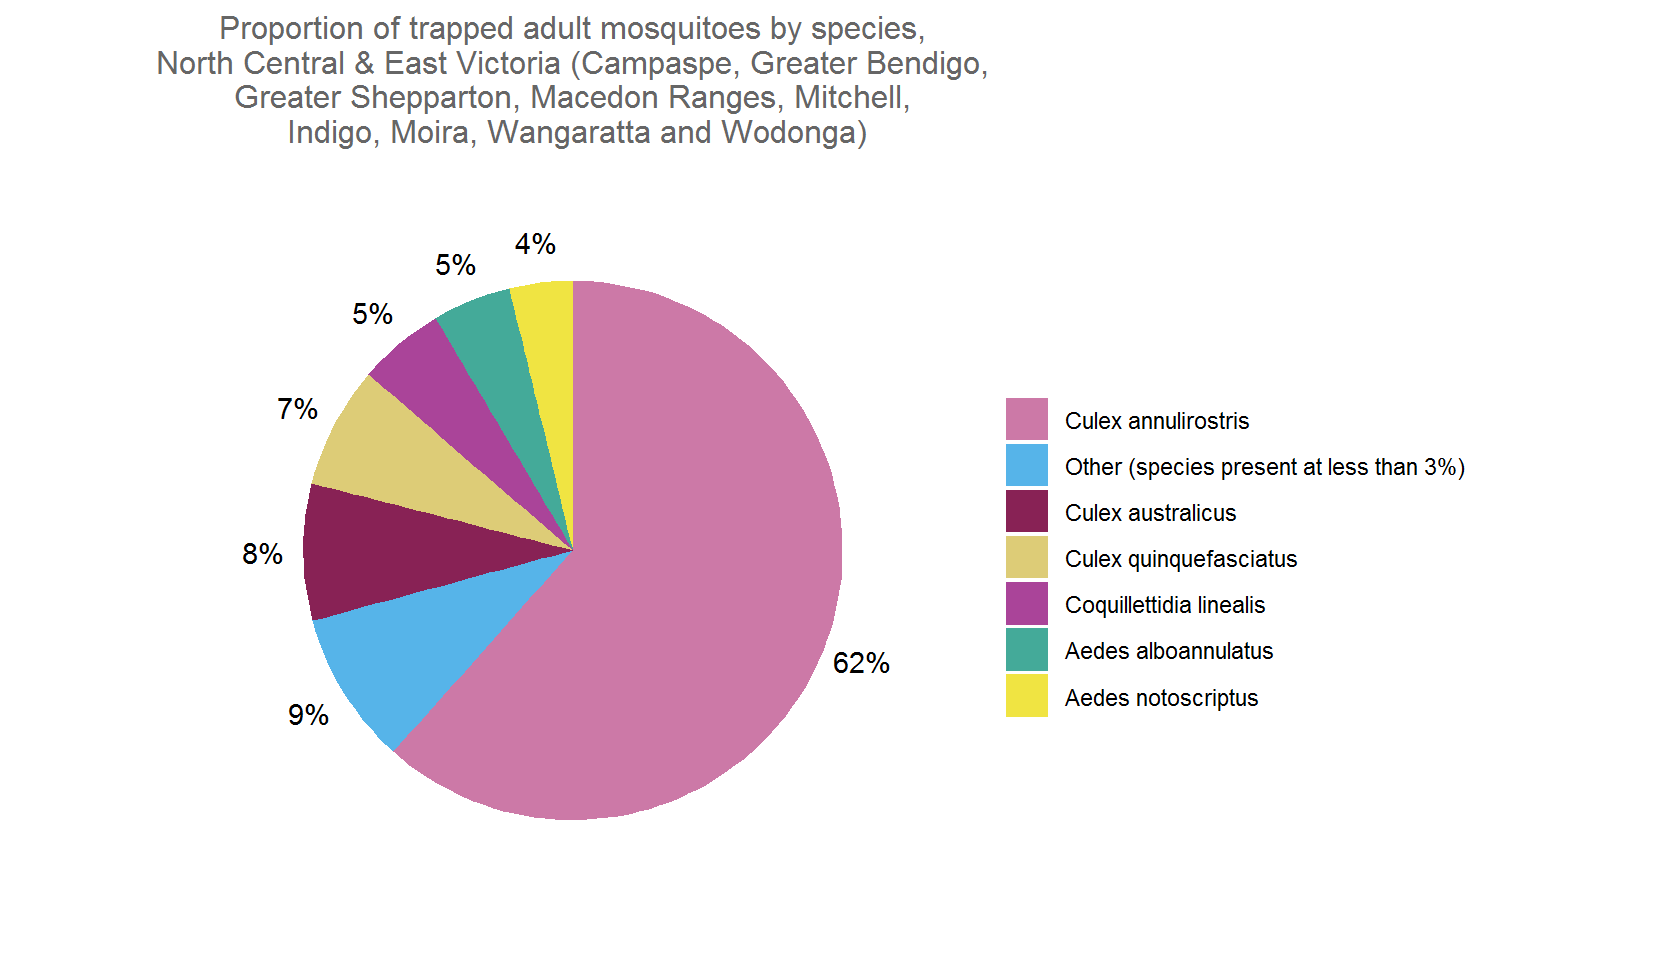 Proportion of trapped adult mosquitoes by species,
North Central & East Victoria (Campaspe, Greater Bendigo,
Greater Shepparton, Macedon Ranges, Mitchell,
Indigo, Moira, Wangaratta and Wodonga)
4%
5%
5%
7%
8%
9%
62%
Culex annulirostris
Other (species present at less than 3%)
Culex australicus
Culex quinquefasciatus
Coquillettidia linealis
Aedes alboannulatus
Aedes notoscriptus